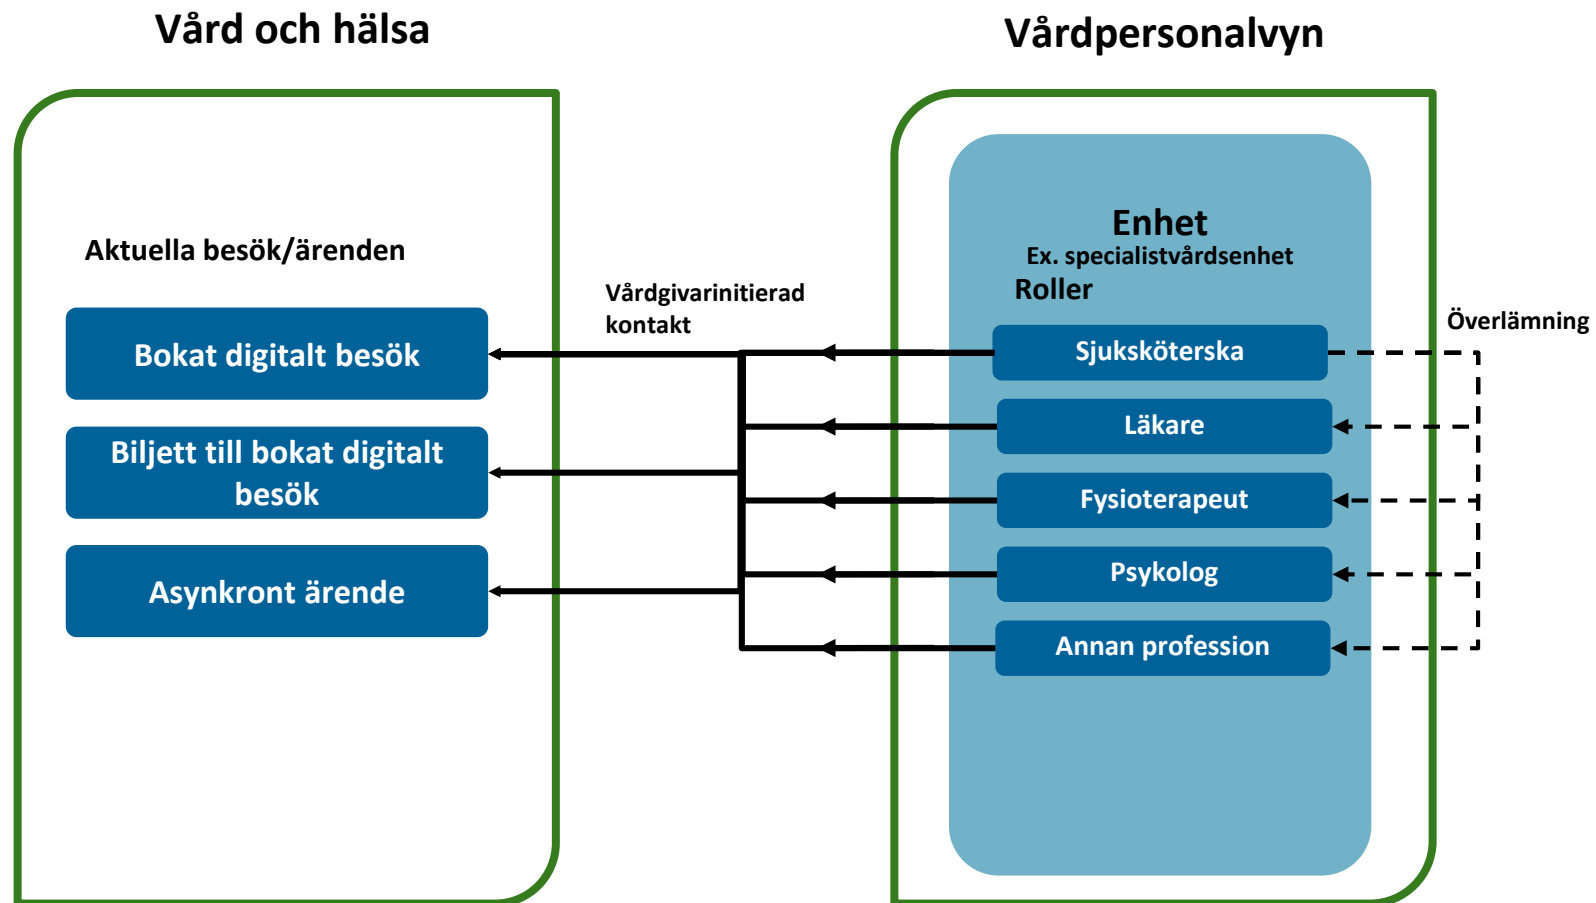 Vård och hälsa
Vårdpersonalvyn
Aktuella besök/ärenden
Bokat digitalt besök
Biljett till bokat digitalt
besök
Asynkront ärende
Vårdgivarinitierad
kontakt
Enhet
Ex. specialistvårdsenhet
Roller
Sjuksköterska
Läkare
Fysioterapeut
Psykolog
Annan profession
Överlämning